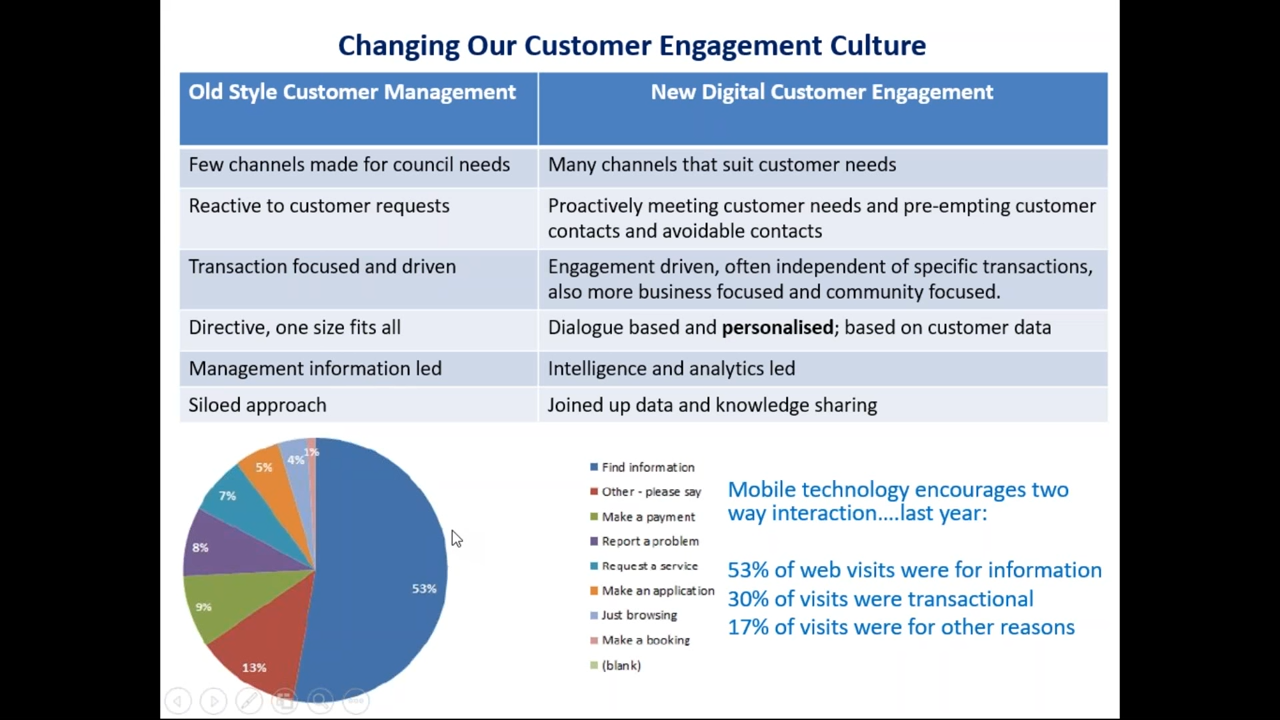 Changing Our Customer Engagement Culture
Old Style Customer Management
New Digital Customer Engagement
Few channels made for council needs
Many channels that suit customer needs
Reactive to customer requests
Proactively meeting customer needs and pre-empting customer
contacts and avoidable contacts
Transaction focused and driven
Engagement driven, often independent of specific transactions,
also more business focused and community focused.
Directive, one size fits all
Dialogue based and personalised; based on customer data
Management information led
Intelligence and analytics led
Siloed approach
Joined up data and knowledge sharing
1%
4%
5%
7%
8%
9%
13%
53%
Find information
Other - please say
Make a payment
Report a problem
Request a service
Make an application
Just browsing
Make a booking
(blank)
Mobile technology encourages two
way interaction....last year:
53% of web visits were for information
30% of visits were transactional
17% of visits were for other reasons